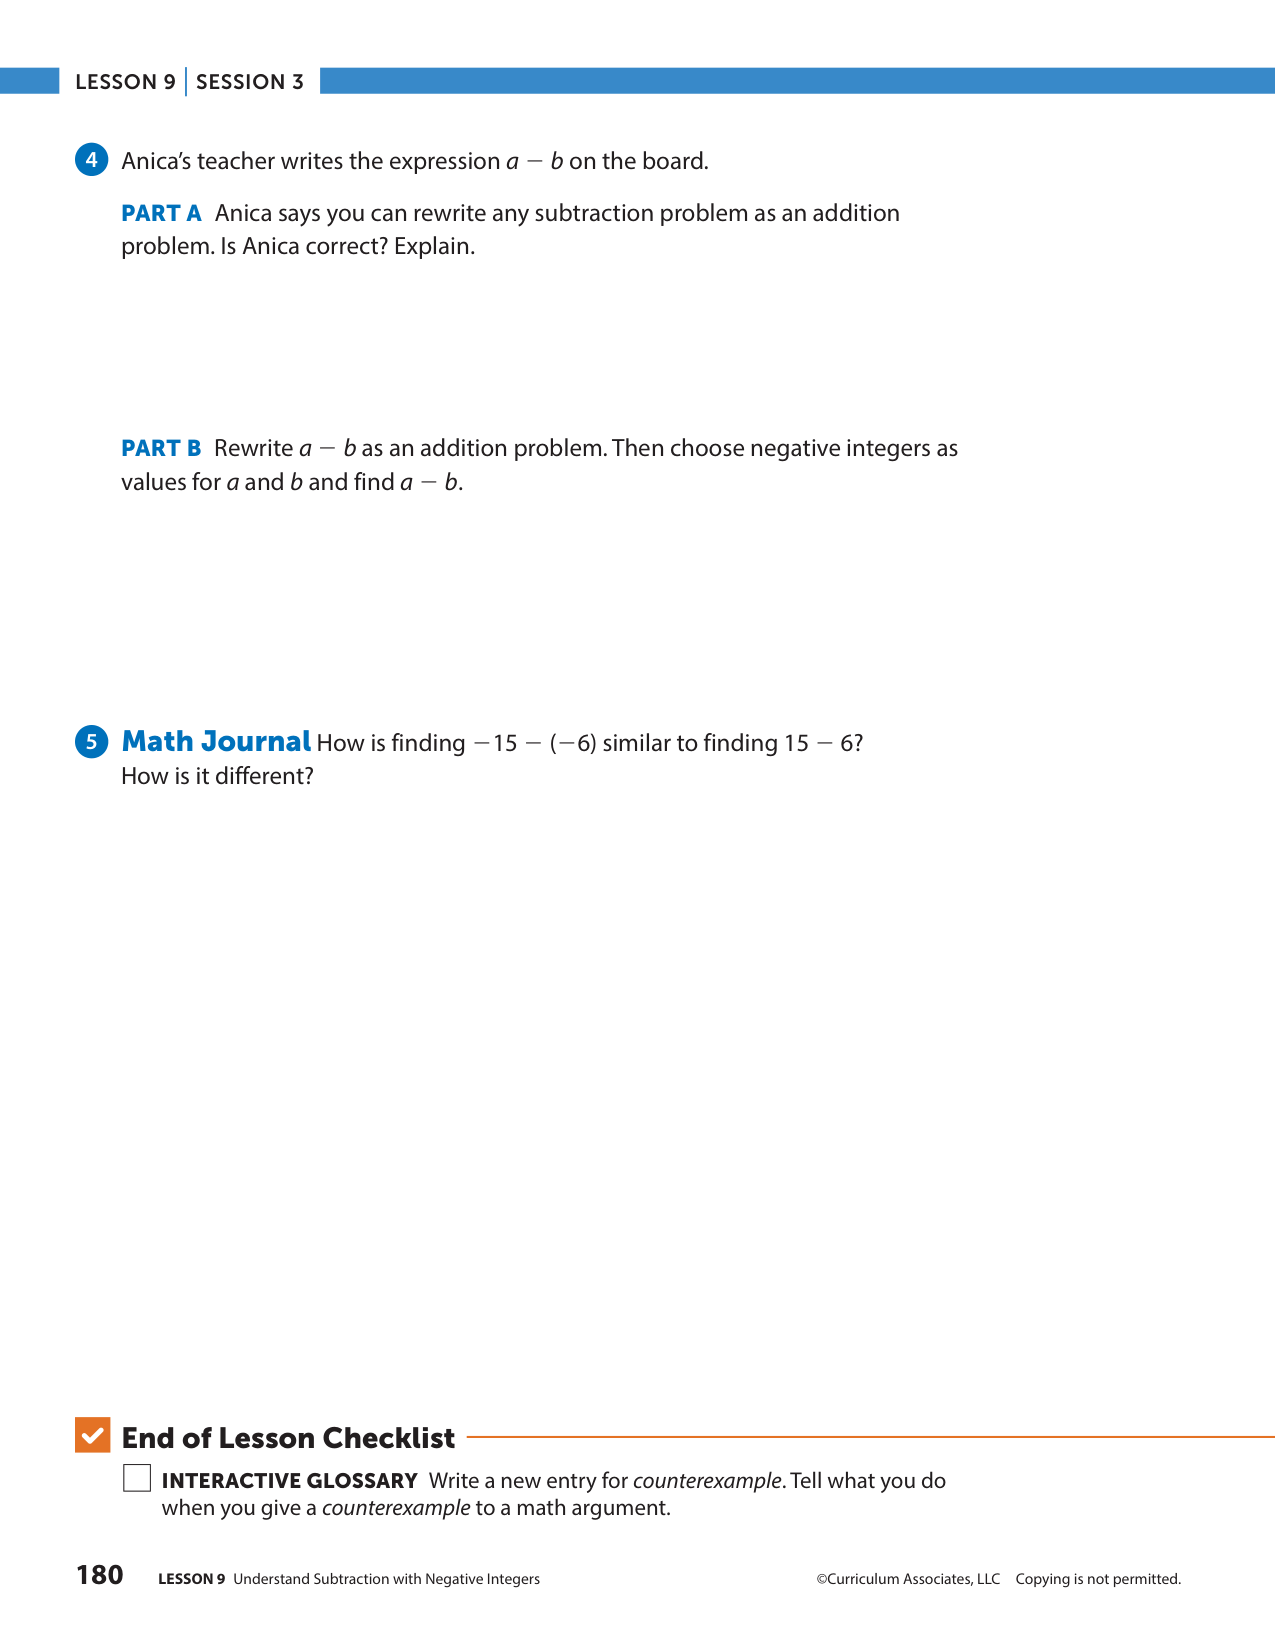 LESSON 9 | SESSION 3
4 Anica’s teacher writes the expression a − b on the board.
PART A Anica says you can rewrite any subtraction problem as an addition
problem. Is Anica correct? Explain.
PART B Rewrite a − b as an addition problem. Then choose negative integers as
values for a and b and find a − b.
5 Math Journal How is finding −15 − (−6) similar to finding 15 − 6?
How is it different?
End of Lesson Checklist
INTERACTIVE GLOSSARY Write a new entry for counterexample. Tell what you do
when you give a counterexample to a math argument.
180 LESSON 9 Understand Subtraction with Negative Integers ©Curriculum Associates, LLC Copying is not permitted.